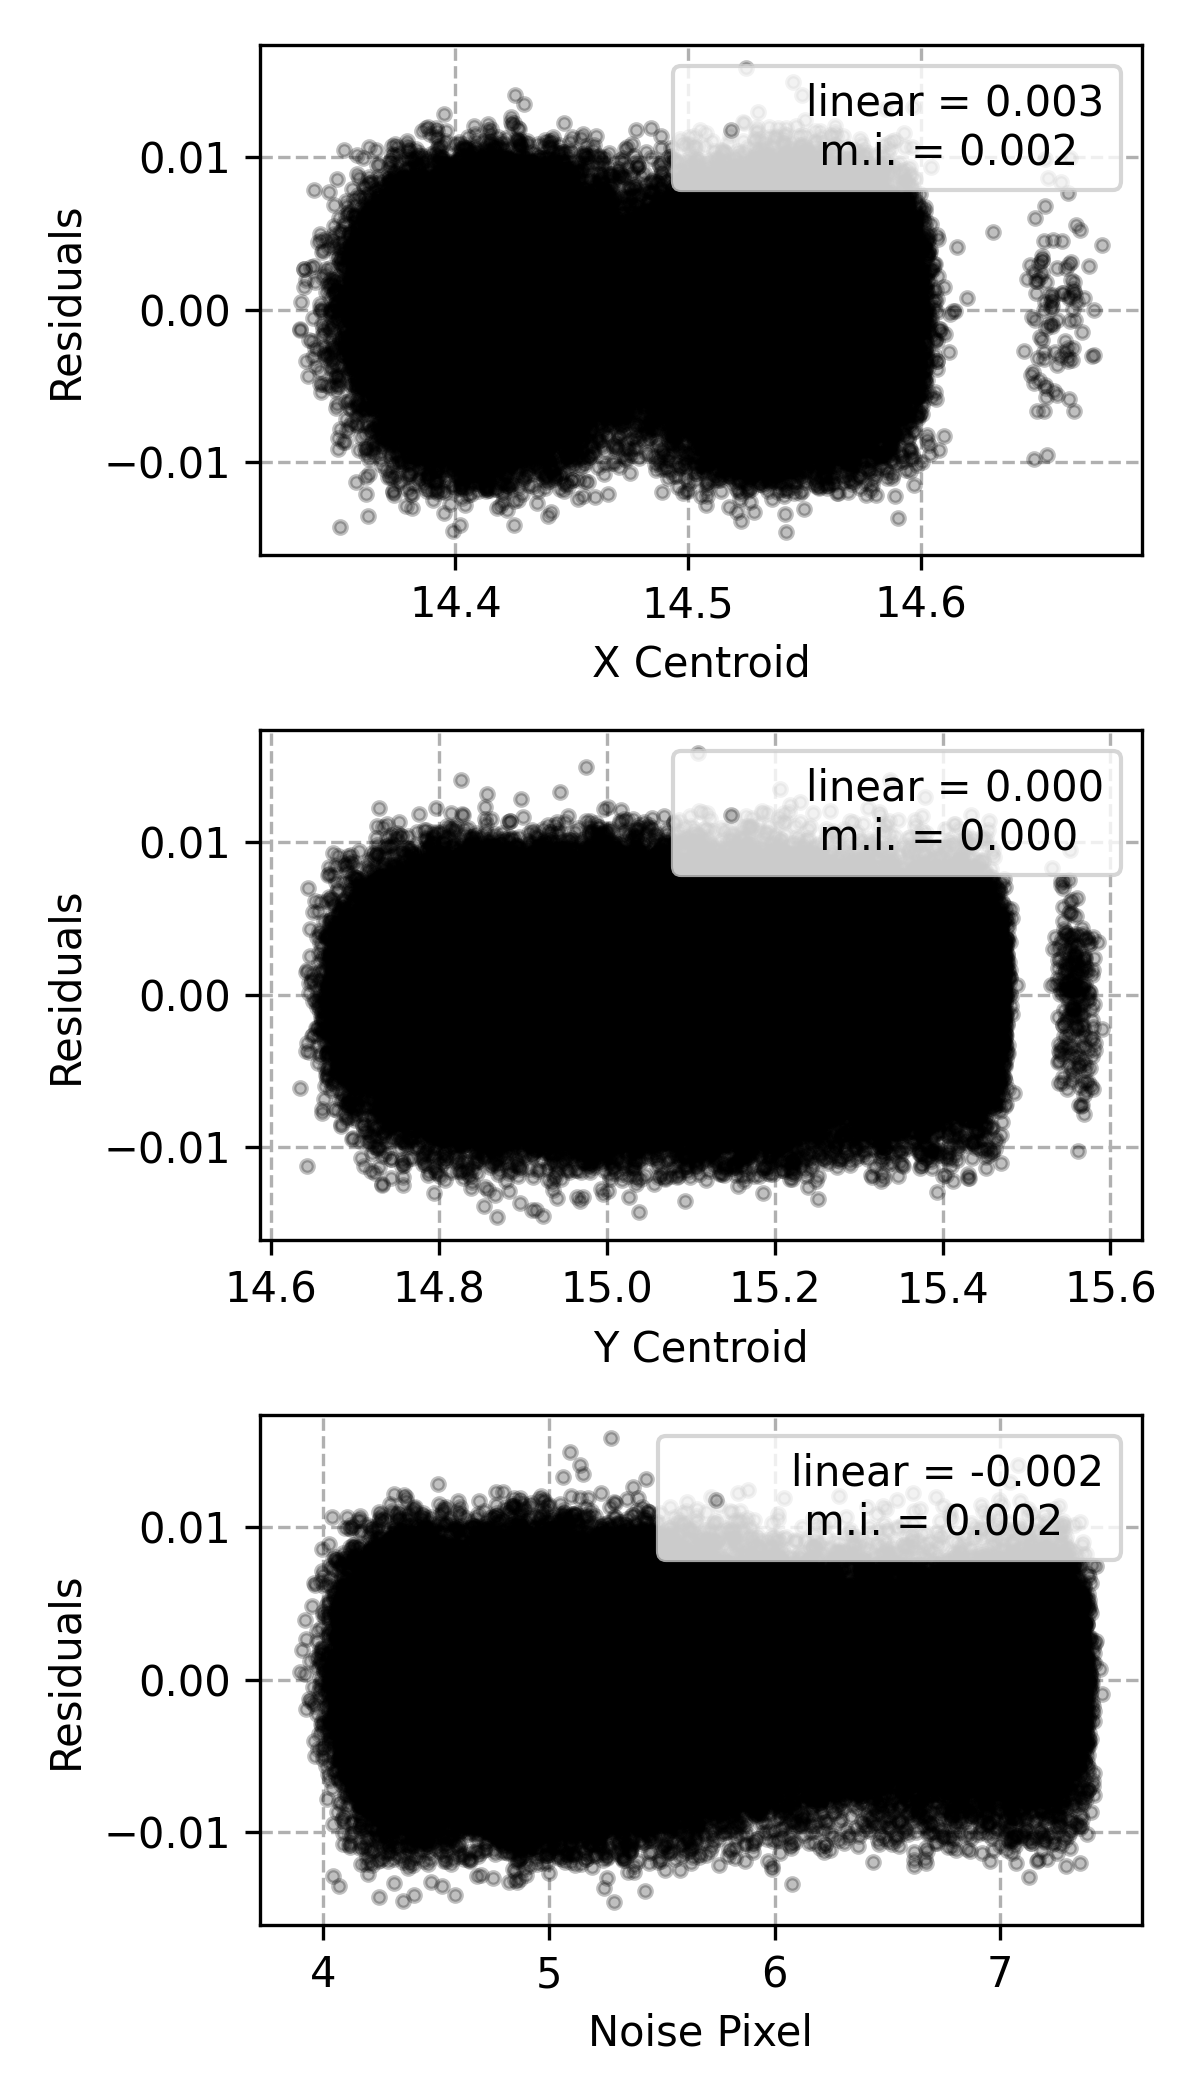 linear = 0.003
m.i. = 0.002
0.01
0.00
−0.01
Residuals
14.4 14.5 14.6
X Centroid
linear = 0.000
m.i. = 0.000
0.01
0.00
−0.01
Residuals
14.6 14.8 15.0 15.2 15.4 15.6
Y Centroid
linear = -0.002
m.i. = 0.002
0.01
0.00
−0.01
Residuals
4 5 6 7
Noise Pixel